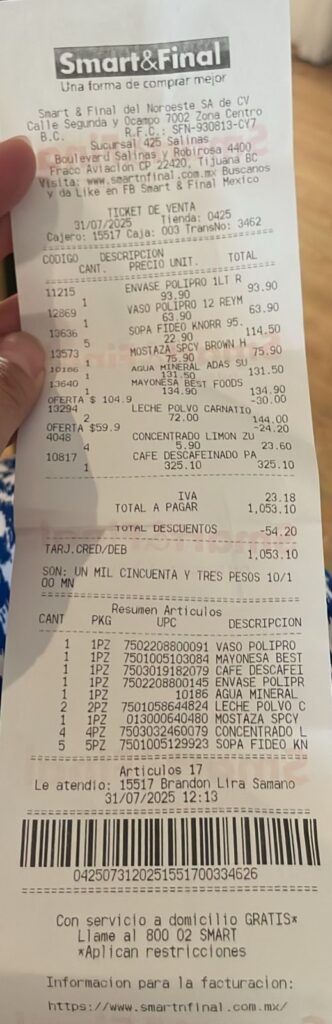 Smart&Final
Una forma de comprar mejor
Smart & Final del Noroeste SA de CV
Calle Segunda y Ocampo 7002 Zona Centro
B.C. R.F.C.: SFN-930813-CY7
Sucursal 425 Salinas
Boulevard Salinas y Robirosa 4400
Fracc Aviacion CP 22420, Tijuana BC
Visita: www.smartnfinal.com.mx Buscanos
y da Like en FB Smart & Final Mexico
TICKET DE VENTA
31/07/2025 Tienda: 0425
Cajero: 15517 Caja: 003 TransNo: 3462
CODIGO DESCRIPCION
CANT. PRECIO UNIT. TOTAL
11215 ENVASE POLIPRO 1LT R
1 93.90 93.90
12869 VASO POLIPRO 12 REYM
1 63.90 63.90
13636 SOPA FIDEO KNORR 95.
5 22.90 114.50
13573 MOSTAZA SPCY BROWN H
1 75.90 75.90
10186 AGUA MINERAL ADAS SU
1 131.50 131.50
13640 MAYONESA BEST FOODS
1 134.90 134.90
OFERTA $ 104.9 -30.00
13294 LECHE POLVO CARNATIO
2 72.00 144.00
OFERTA $59.9 -24.20
4048 CONCENTRADO LIMON ZU
4 5.90 23.60
10817 CAFE DESCAFEINADO PA
1 325.10 325.10
IVA 23.18
TOTAL A PAGAR 1,053.10
TOTAL DESCUENTOS -54.20
TARJ.CRED/DEB 1,053.10
SON: UN MIL CINCUENTA Y TRES PESOS 10/1
00 MN
Resumen Articulos
CANT PKG UPC DESCRIPCION
1 1PZ 7502208800091 VASO POLIPRO
1 1PZ 7501005103084 MAYONESA BEST
1 1PZ 7503019182079 CAFE DESCAFEI
1 1PZ 7502208800145 ENVASE POLIPR
1 1PZ 10186 AGUA MINERAL
2 2PZ 7501058644824 LECHE POLVO C
1 1PZ 013000640480 MOSTAZA SPCY
4 4PZ 7503032460079 CONCENTRADO L
5 5PZ 7501005129923 SOPA FIDEO KN
Articulos 17
Le atendio: 15517 Brandon Lira Samano
31/07/2025 12:13
0425073120251551700334626
Con servicio a domicilio GRATIS*
Llame al 800 02 SMART
*Aplican restricciones
Informacion para la facturacion:
https://www.smartnfinal.com.mx/